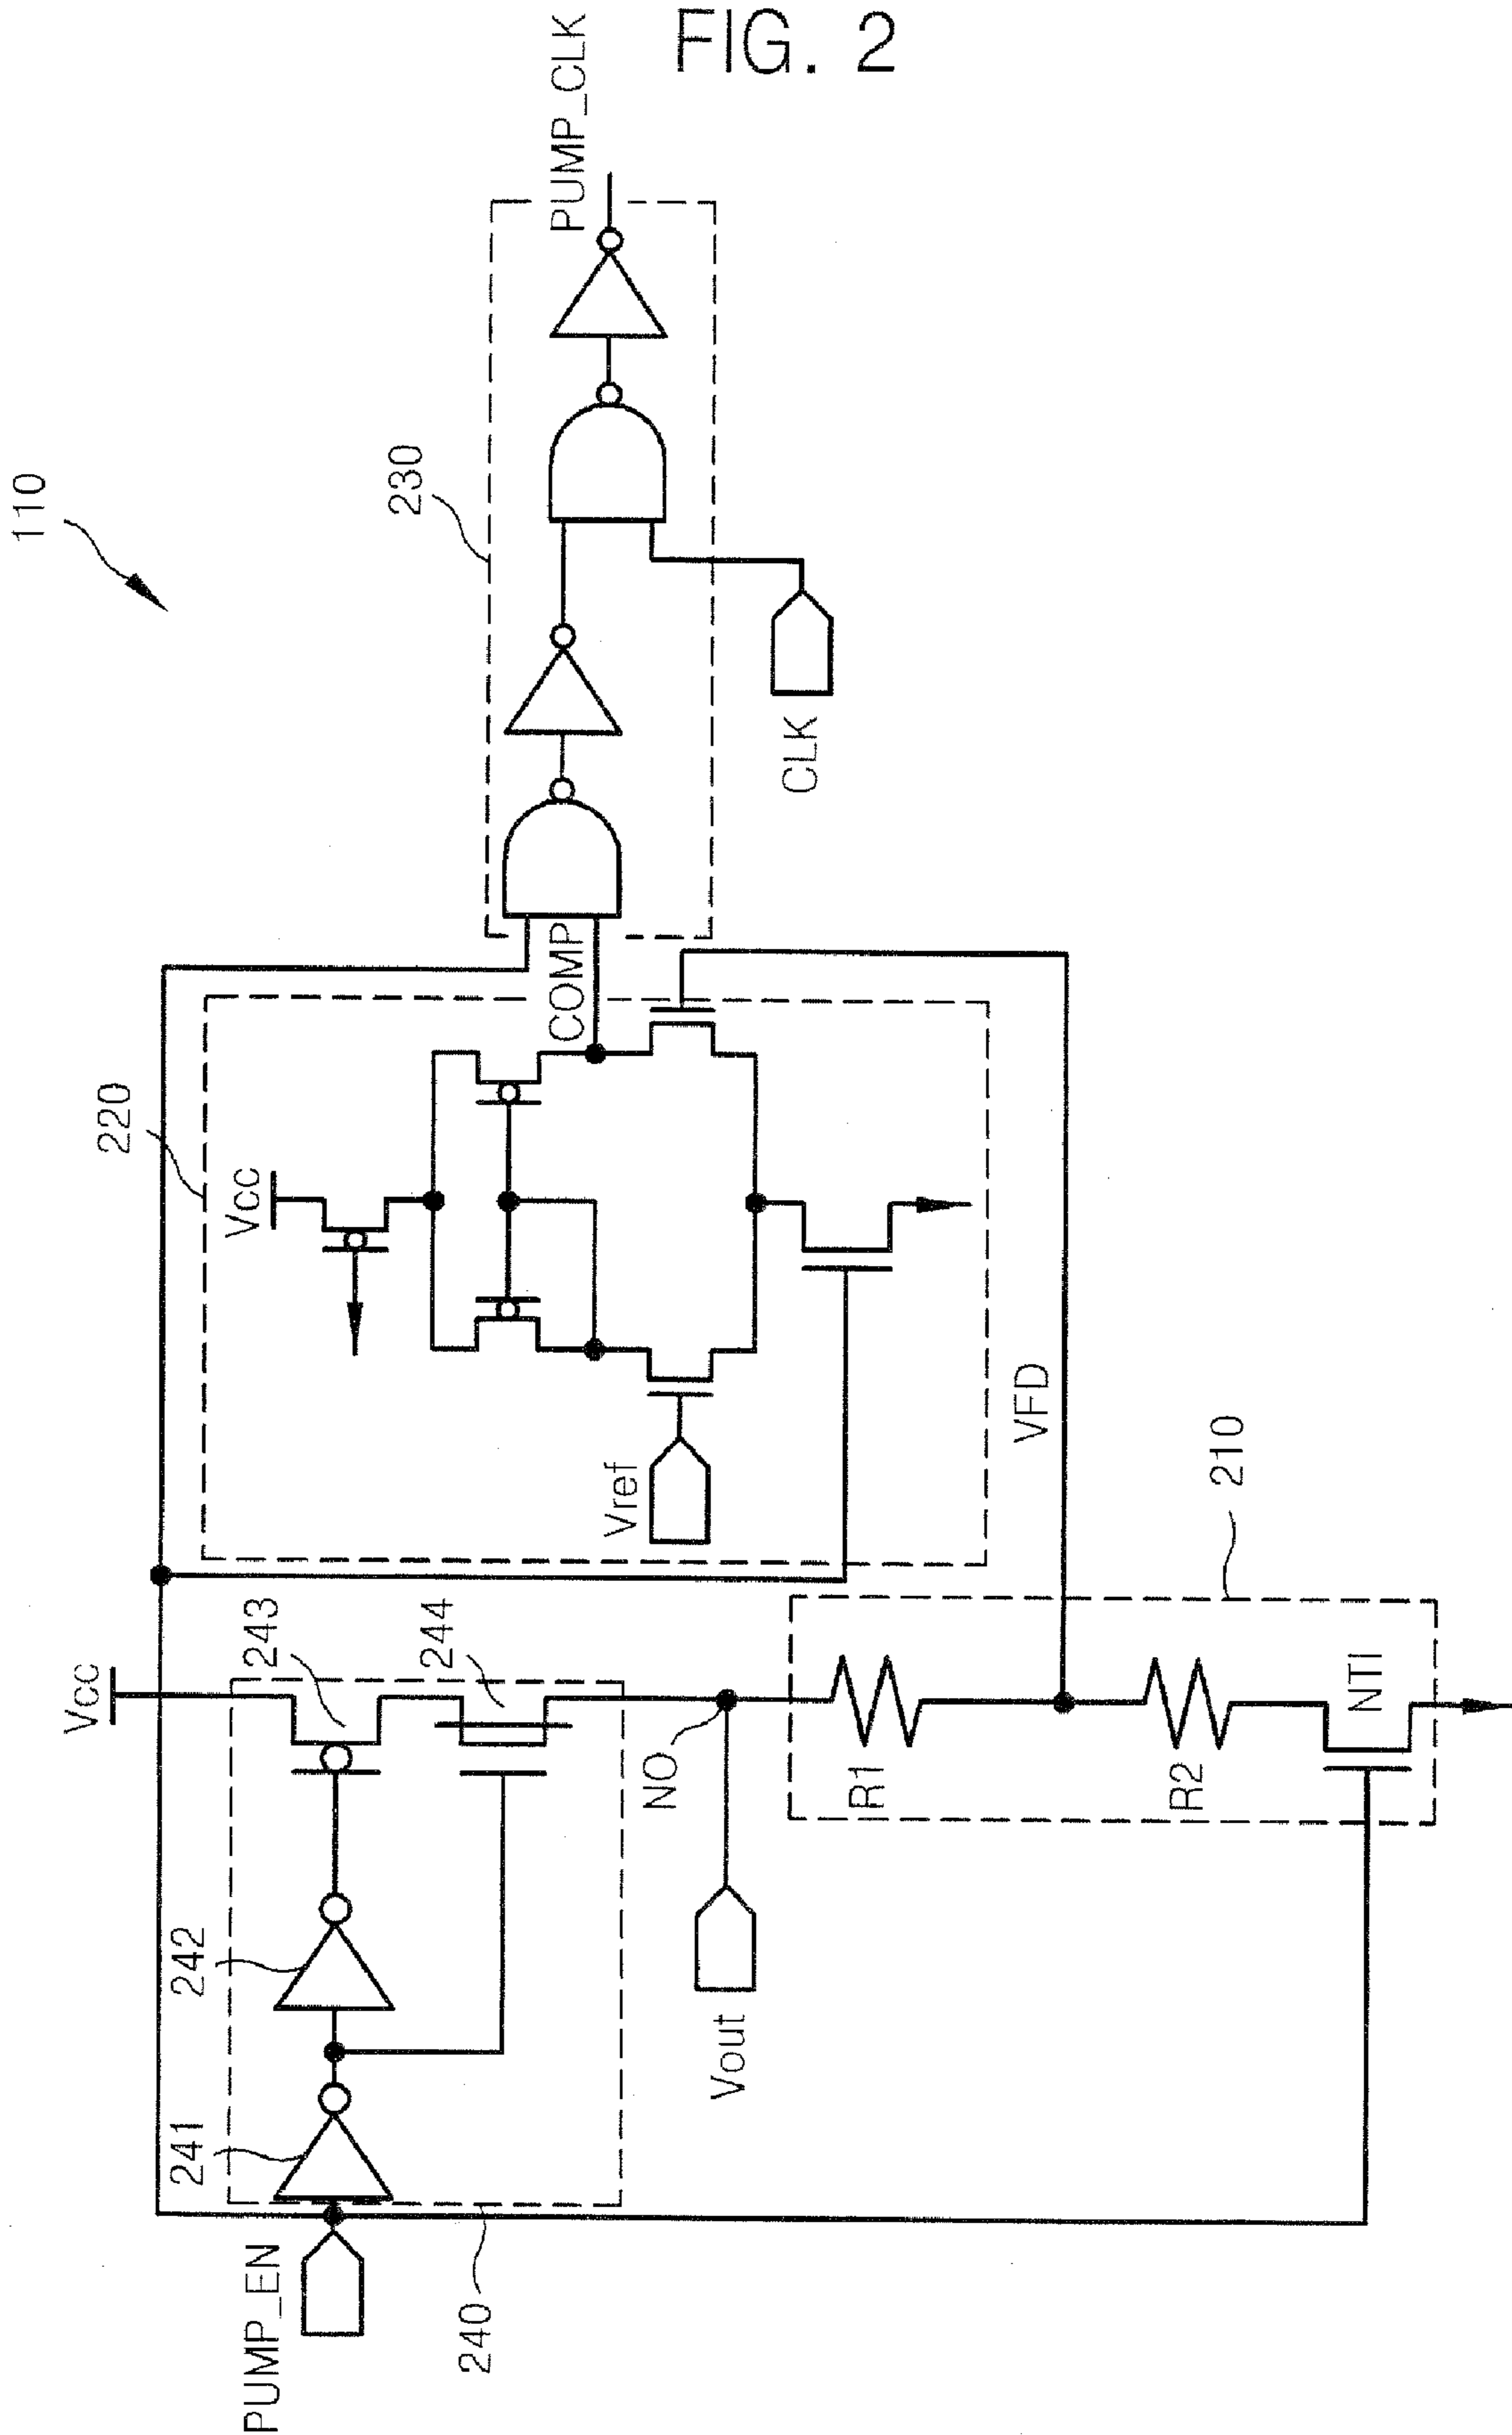 FIG. 2
110
PUMP_CLK
230
CLK
COMP
220
Vcc
Vref
VFD
210
Vcc
243
244
NO
R1
R2
NT1
242
241
Vout
PUMP_EN
240